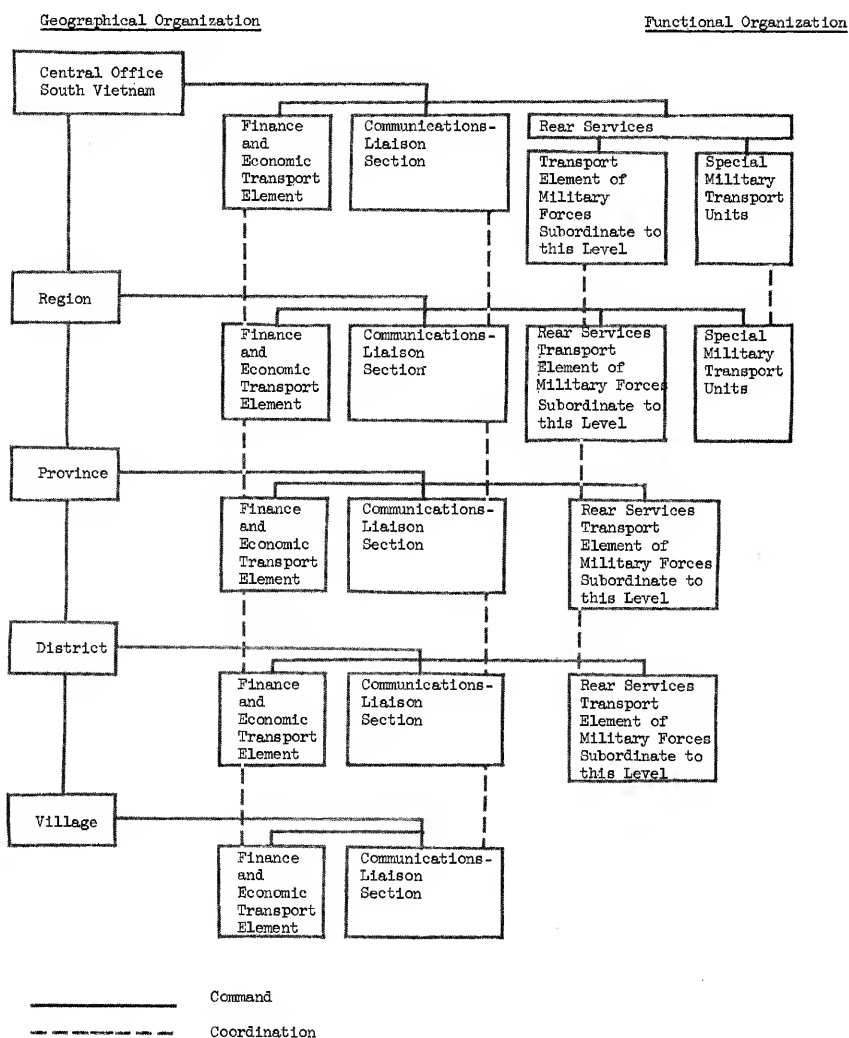 Geographical Organization
Functional Organization
Central Office
South Vietnam
Finance
and
Economic
Transport
Element
Communications-
Liaison
Section
Rear Services
Transport
Element of
Military
Forces
Subordinate to
this Level
Special
Military
Transport
Units
Region
Finance
and
Economic
Transport
Element
Communications-
Liaison
Section
Rear Services
Transport
Element of
Military Forces
Subordinate to
this Level
Special
Military
Transport
Units
Province
Finance
and
Economic
Transport
Element
Communications-
Liaison
Section
Rear Services
Transport
Element of
Military Forces
Subordinate to
this Level
District
Finance
and
Economic
Transport
Element
Communications-
Liaison
Section
Rear Services
Transport
Element of
Military Forces
Subordinate to
this Level
Village
Finance
and
Economic
Transport
Element
Communications-
Liaison
Section
Command
Coordination